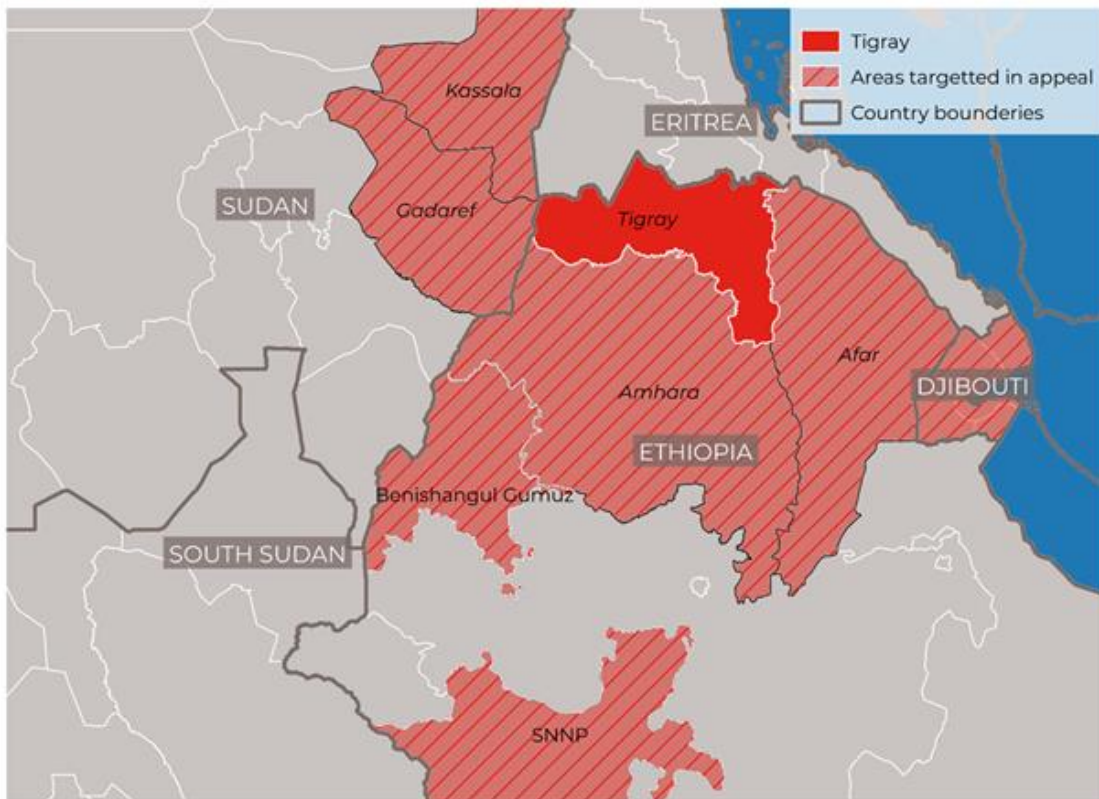 Tigray
Areas targetted in appeal
Country bounderies
Kassala
ERITREA
SUDAN
Gadaref
Tigray
Afar
DJIBOUTI
Amhara
ETHIOPIA
Benishangul Gumuz
SOUTH SUDAN
SNNP